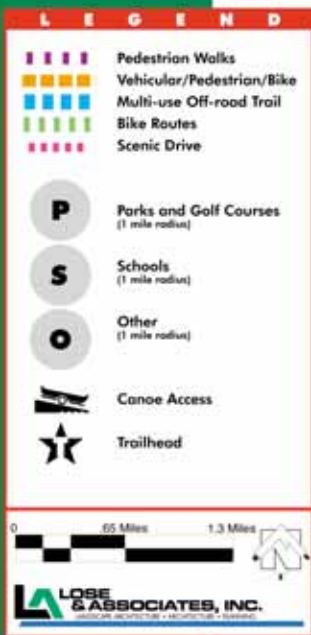 LEGEND
Pedestrian Walks
Vehicular/Pedestrian/Bike
Multi-use Off-road Trail
Bike Routes
Scenic Drive
P
Parks and Golf Courses
(1 mile radius)
S
Schools
(1 mile radius)
O
Other
(1 mile radius)
Canoe Access
T
Trailhead
0 .65 Miles 1.3 Miles
LA LOSE
& ASSOCIATES, INC.
LANDSCAPE ARCHITECTURE • ARCHITECTURE • PLANNING